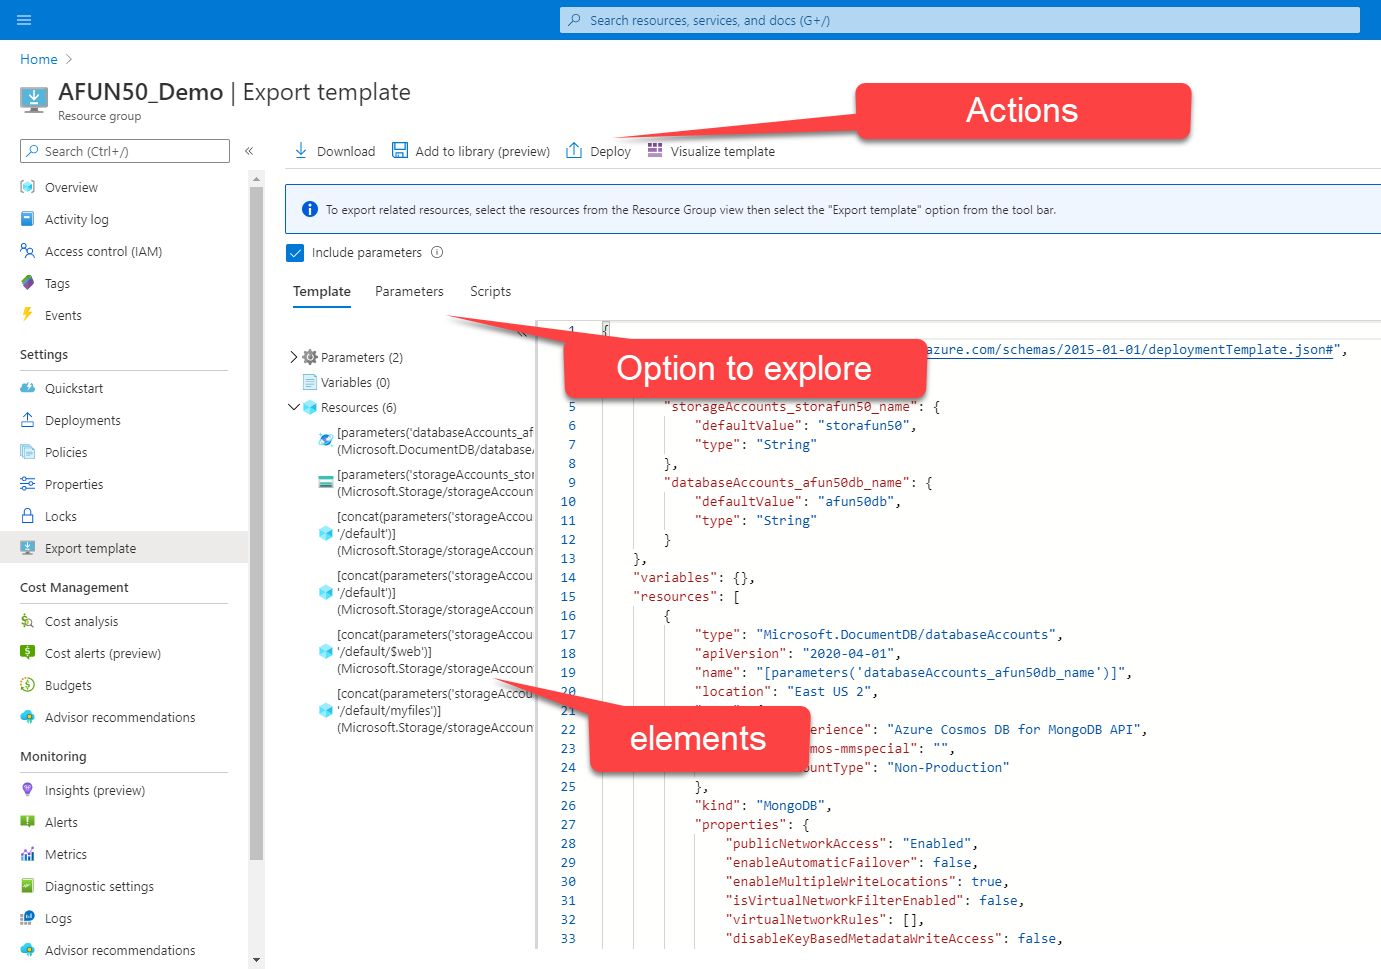 Search resources, services, and docs (G+/)
Home
AFUN50_Demo | Export template
Resource group
Actions
Search (Ctrl+/)
Download
Add to library (preview)
Deploy
Visualize template
Overview
Activity log
Access control (IAM)
Tags
Events
Settings
Quickstart
Deployments
Policies
Properties
Locks
Export template
Cost Management
Cost analysis
Cost alerts (preview)
Budgets
Advisor recommendations
Monitoring
Insights (preview)
Alerts
Metrics
Diagnostic settings
Logs
Advisor recommendations
To export related resources, select the resources from the Resource Group view then select the "Export template" option from the tool bar.
Include parameters
Template Parameters Scripts
Option to explore
Parameters (2)
Variables (0)
Resources (6)
[parameters('databaseAccounts_af
(Microsoft.DocumentDB/database
[parameters('storageAccounts_stor
(Microsoft.Storage/storageAccoun
[concat(parameters('storageAccou
'/default')]
(Microsoft.Storage/storageAccoun
[concat(parameters('storageAccou
'/default')]
(Microsoft.Storage/storageAccoun
[concat(parameters('storageAccou
'/default/$web')]
(Microsoft.Storage/storageAccoun
[concat(parameters('storageAccou
'/default/myfiles')]
(Microsoft.Storage/storageAccoun
elements
1 {
azure.com/schemas/2015-01-01/deploymentTemplate.json#",
5 "storageAccounts_storafun50_name": {
6 "defaultValue": "storafun50",
7 "type": "String"
8 },
9 "databaseAccounts_afun50db_name": {
10 "defaultValue": "afun50db",
11 "type": "String"
12 }
13 },
14 "variables": {},
15 "resources": [
16 {
17 "type": "Microsoft.DocumentDB/databaseAccounts",
18 "apiVersion": "2020-04-01",
19 "name": "[parameters('databaseAccounts_afun50db_name')]",
20 "location": "East US 2",
21
22 erience": "Azure Cosmos DB for MongoDB API",
23 mos-mmspecial": "",
24 ountType": "Non-Production"
25 },
26 "kind": "MongoDB",
27 "properties": {
28 "publicNetworkAccess": "Enabled",
29 "enableAutomaticFailover": false,
30 "enableMultipleWriteLocations": true,
31 "isVirtualNetworkFilterEnabled": false,
32 "virtualNetworkRules": [],
33 "disableKeyBasedMetadataWriteAccess": false,